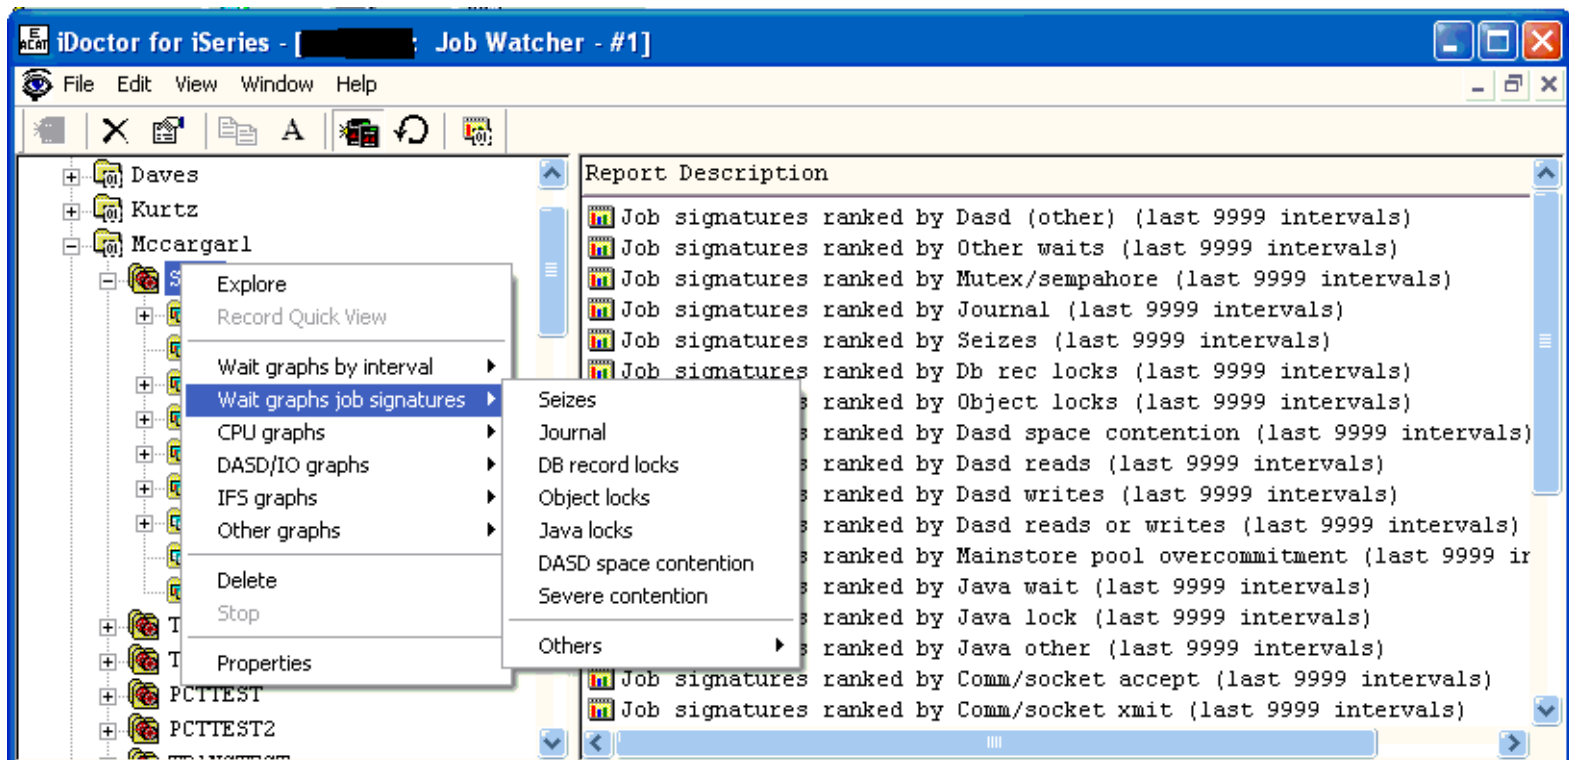 iDoctor for iSeries - [ : Job Watcher - #1]
File Edit View Window Help
A
Daves
Kurtz
Mccargarl
S
T
T
PCTTEST
PCTTEST2
Explore
Record Quick View
Wait graphs by interval
Wait graphs job signatures
CPU graphs
DASD/IO graphs
IFS graphs
Other graphs
Delete
Stop
Properties
Seizes
Journal
DB record locks
Object locks
Java locks
DASD space contention
Severe contention
Others
Report Description
Job signatures ranked by Dasd (other) (last 9999 intervals)
Job signatures ranked by Other waits (last 9999 intervals)
Job signatures ranked by Mutex/sempahore (last 9999 intervals)
Job signatures ranked by Journal (last 9999 intervals)
Job signatures ranked by Seizes (last 9999 intervals)
Job signatures ranked by Db rec locks (last 9999 intervals)
s ranked by Object locks (last 9999 intervals)
s ranked by Dasd space contention (last 9999 intervals)
s ranked by Dasd reads (last 9999 intervals)
s ranked by Dasd writes (last 9999 intervals)
s ranked by Dasd reads or writes (last 9999 intervals)
s ranked by Mainstore pool overcommitment (last 9999 in
s ranked by Java wait (last 9999 intervals)
s ranked by Java lock (last 9999 intervals)
s ranked by Java other (last 9999 intervals)
Job signatures ranked by Comm/socket accept (last 9999 intervals)
Job signatures ranked by Comm/socket xmit (last 9999 intervals)